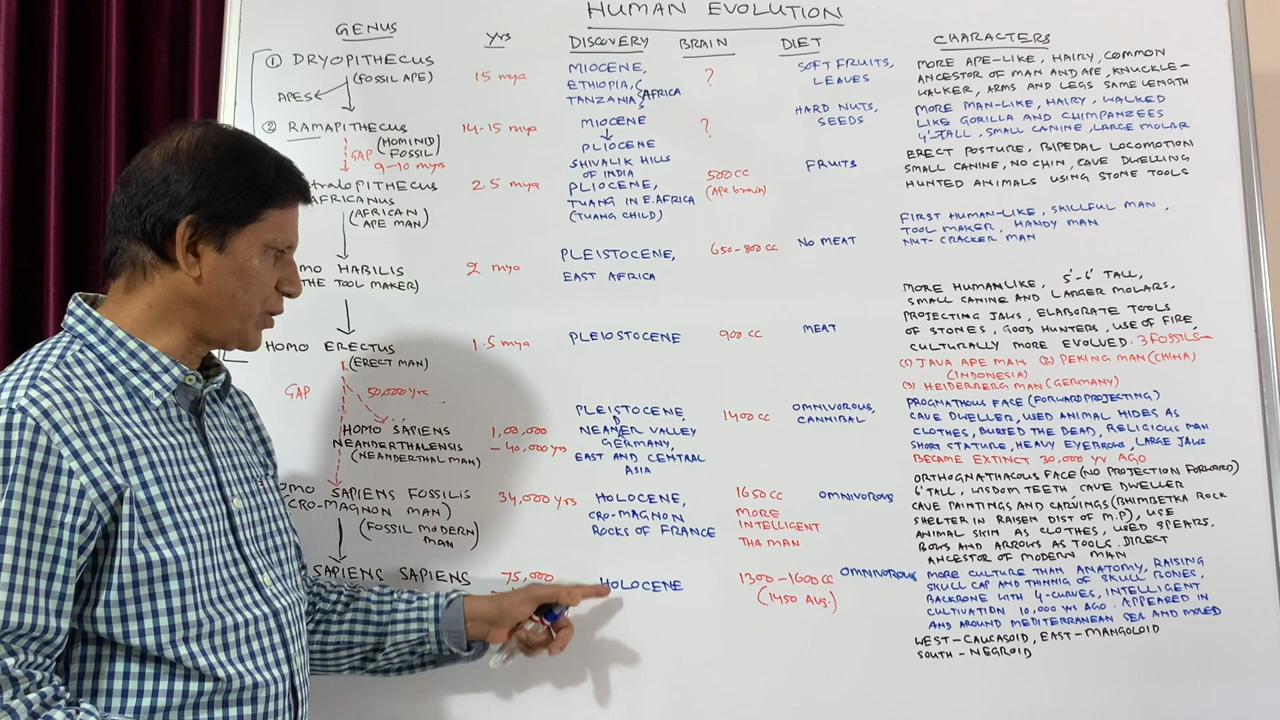 HUMAN EVOLUTION
GENUS yrs DISCOVERY BRAIN DIET CHARACTERS
① DRYOPITHECUS
(FOSSIL APE)
APES
15 mya
MIOCENE,
ETHIOPIA,
TANZANIA AFRICA
?
SOFT FRUITS,
LEAVES
MORE APE-LIKE, HAIRY, COMMON
ANCESTOR OF MAN AND APE, KNUCKLE-
WALKER, ARMS AND LEGS SAME LENGTH
② RAMAPITHECUS
(HOMINID
FOSSIL)
GAP
9-10 myrs
14-15 mya
MIOCENE
PLIOCENE
SHIVALIK HILLS
OF INDIA
?
HARD NUTS,
SEEDS
MORE MAN-LIKE, HAIRY, WALKED
LIKE GORILLA AND CHIMPANZEES
4'-TALL, SMALL CANINE, LARGE MOLAR
tralOPITHECUS
AFRICANUS
(AFRICAN
APE MAN)
2.5 mya
PLIOCENE,
TUANG IN E.AFRICA
(TUANG CHILD)
500cc
(Ape brain)
FRUITS
ERECT POSTURE, BIPEDAL LOCOMOTION
SMALL CANINE, NO CHIN, CAVE DWELLING
HUNTED ANIMALS USING STONE TOOLS
MO HABILIS
THE TOOL MAKER)
2 mya
PLEISTOCENE,
EAST AFRICA
650-800 cc
NO MEAT
FIRST HUMAN-LIKE, SKILLFUL MAN,
TOOL MAKER, HANDY MAN
NUT-CRACKER MAN
HOMO ERECTUS
(ERECT MAN)
GAP
50,000 yrs
1.5 mya
PLEIOSTOCENE
900 cc
MEAT
MORE HUMANLIKE, 5'-6' TALL,
SMALL CANINE AND LARGER MOLARS,
PROJECTING JAWS, ELABORATE TOOLS
OF STONES, GOOD HUNTERS, USE OF FIRE,
CULTURALLY MORE EVOLVED. 3 FOSSILS-
(1) JAVA APE MAN (2) PEKING MAN (CHINA)
(INDONESIA)
(3) HEIDERBERG MAN (GERMANY)
HOMO SAPIENS
NEANDERTHALENSIS
(NEANDERTHAL MAN)
1,00,000
- 40,000 yrs
PLEISTOCENE,
NEANDER VALLEY
GERMANY,
EAST AND CENTRAL
ASIA
1400 cc
OMNIVOROUS,
CANNIBAL
PROGNATHOUS FACE (FORWARD PROJECTING)
CAVE DWELLER, USED ANIMAL HIDES AS
CLOTHES, BURIED THE DEAD, RELIGIOUS MAN
SHORT STATURE, HEAVY EYEBROWS, LARGE JAWS
BECAME EXTINCT 30,000 yr AGO
OMO SAPIENS FOSSILIS
(CRO-MAGNON MAN)
(FOSSIL MODERN
MAN
34,000 yrs
HOLOCENE,
CRO-MAGNON
ROCKS OF FRANCE
1650cc
MORE
INTELLIGENT
THA MAN
OMNIVOROUS
ORTHOGNATHACOUS FACE (NO PROJECTION FORWARD)
6' TALL, WISDOM TEETH, CAVE DWELLER
CAVE PAINTINGS AND CARVINGS (BHIMBETKA ROCK
SHELTER IN RAISEN DIST OF M.P), USE
ANIMAL SKIN AS CLOTHES, USED SPEARS,
BOWS AND ARROWS AS TOOLS. DIRECT
ANCESTOR OF MODERN MAN
SAPIENS SAPIENS
75,000
HOLOCENE
1300-1600cc
(1450 Avg.)
OMNIVOROUS
MORE CULTURE THAN ANATOMY, RAISING
SKULL CAP AND THINNIG OF SKULL BONES,
BACKBONE WITH 4-CURVES, INTELLIGENT
CULTIVATION 10,000 yrs AGO. APPEARED IN
AND AROUND MEDITERRANEAN SEA AND MOVED
WEST-CAUCASOID, EAST-MANGOLOID
SOUTH-NEGROID